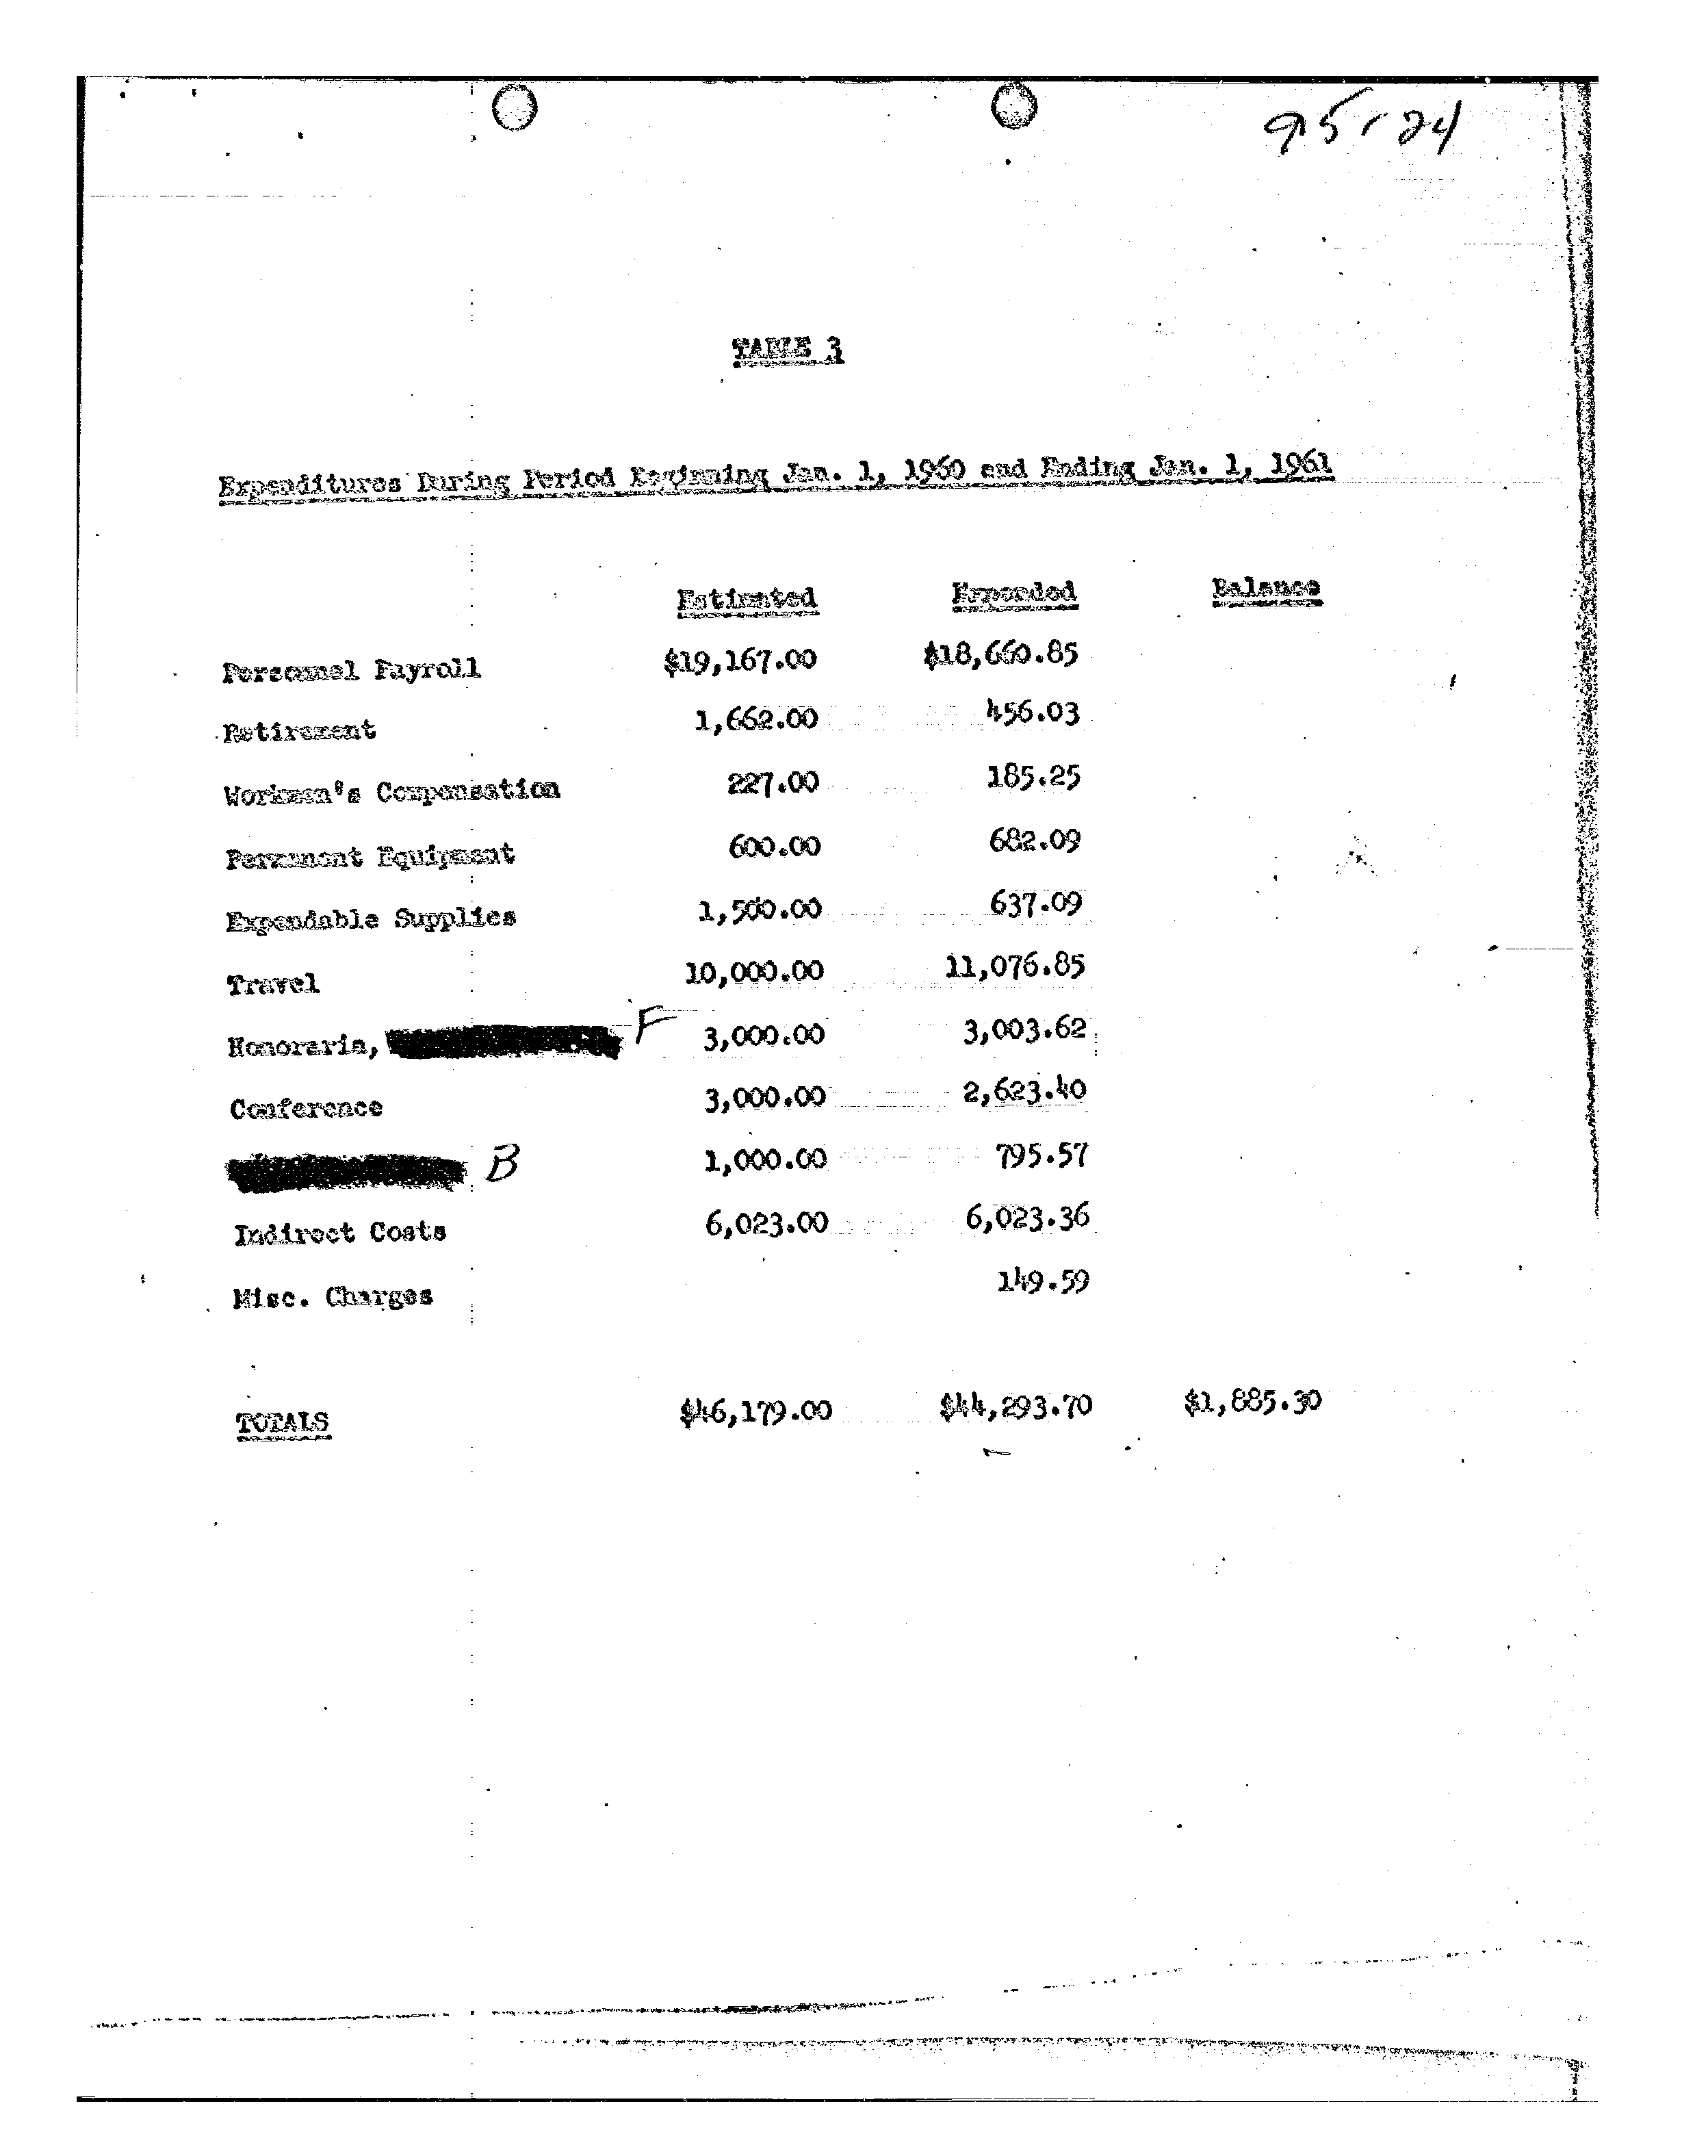 95-24
TABLE 3
Expenditures During Period Beginning Jan. 1, 1960 and Ending Jan. 1, 1961
Estimated Expended Balance
Personnel Payroll $19,167.00 $18,660.85
Retirement 1,662.00 456.03
Workmen's Compensation 227.00 185.25
Permanent Equipment 600.00 682.09
Expendable Supplies 1,500.00 637.09
Travel 10,000.00 11,076.85
Honoraria, F 3,000.00 3,003.62
Conference 3,000.00 2,623.40
B 1,000.00 795.57
Indirect Costs 6,023.00 6,023.36
Misc. Charges 149.59
TOTALS $46,179.00 $44,293.70 $1,885.30